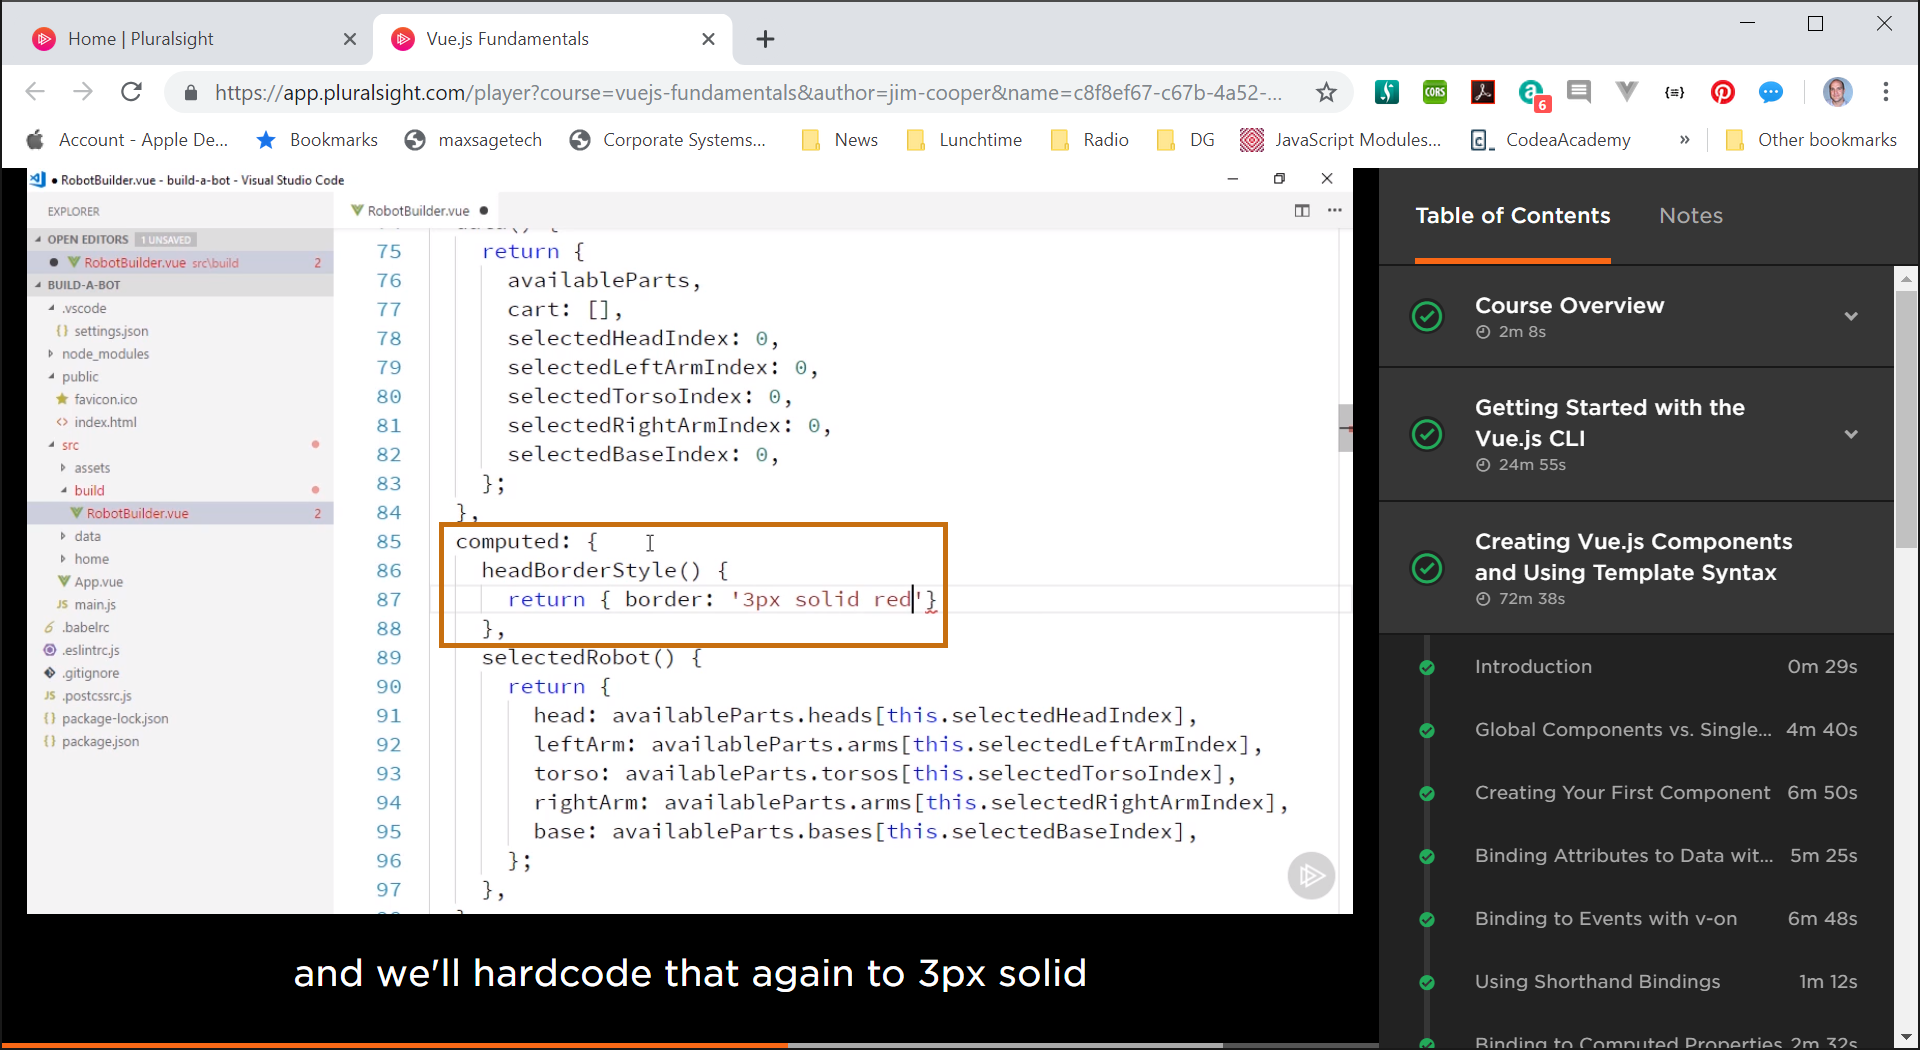 Home | Pluralsight
Vue.js Fundamentals
https://app.pluralsight.com/player?course=vuejs-fundamentals&author=jim-cooper&name=c8f8ef67-c67b-4a52-...
CORS
6
Account - Apple De...
Bookmarks
maxsagetech
Corporate Systems...
News
Lunchtime
Radio
DG
JavaScript Modules...
CodeaAcademy
»
Other bookmarks
● RobotBuilder.vue - build-a-bot - Visual Studio Code
EXPLORER
OPEN EDITORS 1 UNSAVED
RobotBuilder.vue src\build 2
BUILD-A-BOT
.vscode
settings.json
node_modules
public
favicon.ico
index.html
src
assets
build
RobotBuilder.vue 2
data
home
App.vue
JS main.js
.babelrc
.eslintrc.js
.gitignore
JS .postcssrc.js
{} package-lock.json
{} package.json
RobotBuilder.vue ●
75 return {
76 availableParts,
77 cart: [],
78 selectedHeadIndex: 0,
79 selectedLeftArmIndex: 0,
80 selectedTorsoIndex: 0,
81 selectedRightArmIndex: 0,
82 selectedBaseIndex: 0,
83 };
84 },
85 computed: {
86 headBorderStyle() {
87 return { border: '3px solid red'}
88 },
89 selectedRobot() {
90 return {
91 head: availableParts.heads[this.selectedHeadIndex],
92 leftArm: availableParts.arms[this.selectedLeftArmIndex],
93 torso: availableParts.torsos[this.selectedTorsoIndex],
94 rightArm: availableParts.arms[this.selectedRightArmIndex],
95 base: availableParts.bases[this.selectedBaseIndex],
96 };
97 },
and we'll hardcode that again to 3px solid
Table of Contents
Notes
Course Overview
2m 8s
Getting Started with the
Vue.js CLI
24m 55s
Creating Vue.js Components
and Using Template Syntax
72m 38s
Introduction 0m 29s
Global Components vs. Single... 4m 40s
Creating Your First Component 6m 50s
Binding Attributes to Data wit... 5m 25s
Binding to Events with v-on 6m 48s
Using Shorthand Bindings 1m 12s
Binding to Computed Properties 2m 32s